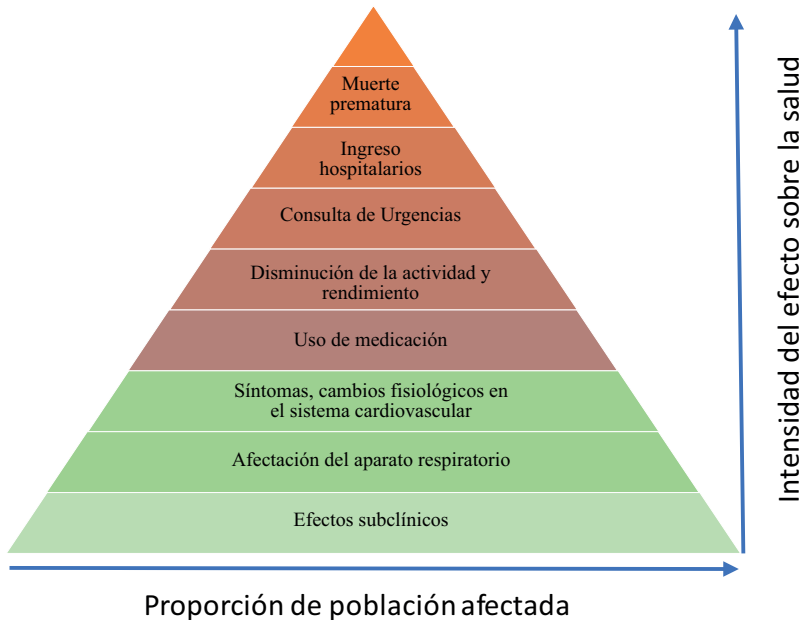 Muerte
prematura
Ingreso
hospitalarios
Consulta de Urgencias
Disminución de la actividad y
rendimiento
Uso de medicación
Síntomas, cambios fisiológicos en
el sistema cardiovascular
Afectación del aparato respiratorio
Efectos subclínicos
Proporción de población afectada
Intensidad del efecto sobre la salud